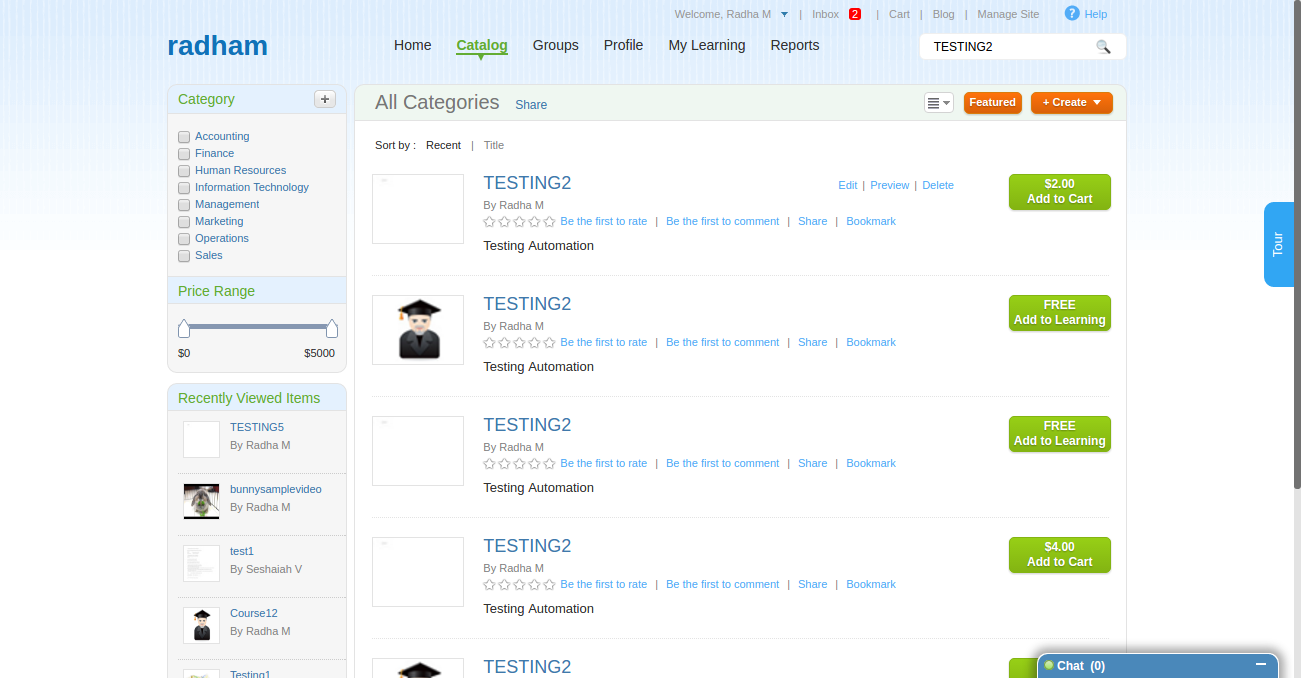 Welcome, Radha M | Inbox 2 | Cart | Blog | Manage Site ? Help
radham
Home Catalog Groups Profile My Learning Reports
TESTING2
Category +
Accounting
Finance
Human Resources
Information Technology
Management
Marketing
Operations
Sales
Price Range
$0 $5000
Recently Viewed Items
TESTING5
By Radha M
bunnysamplevideo
By Radha M
test1
By Seshaiah V
Course12
By Radha M
Testing1
All Categories Share
Featured + Create
Sort by : Recent | Title
TESTING2
Edit | Preview | Delete
$2.00
Add to Cart
By Radha M
Be the first to rate | Be the first to comment | Share | Bookmark
Testing Automation
TESTING2
FREE
Add to Learning
By Radha M
Be the first to rate | Be the first to comment | Share | Bookmark
Testing Automation
TESTING2
FREE
Add to Learning
By Radha M
Be the first to rate | Be the first to comment | Share | Bookmark
Testing Automation
TESTING2
$4.00
Add to Cart
By Radha M
Be the first to rate | Be the first to comment | Share | Bookmark
Testing Automation
TESTING2
Tour
Chat (0)